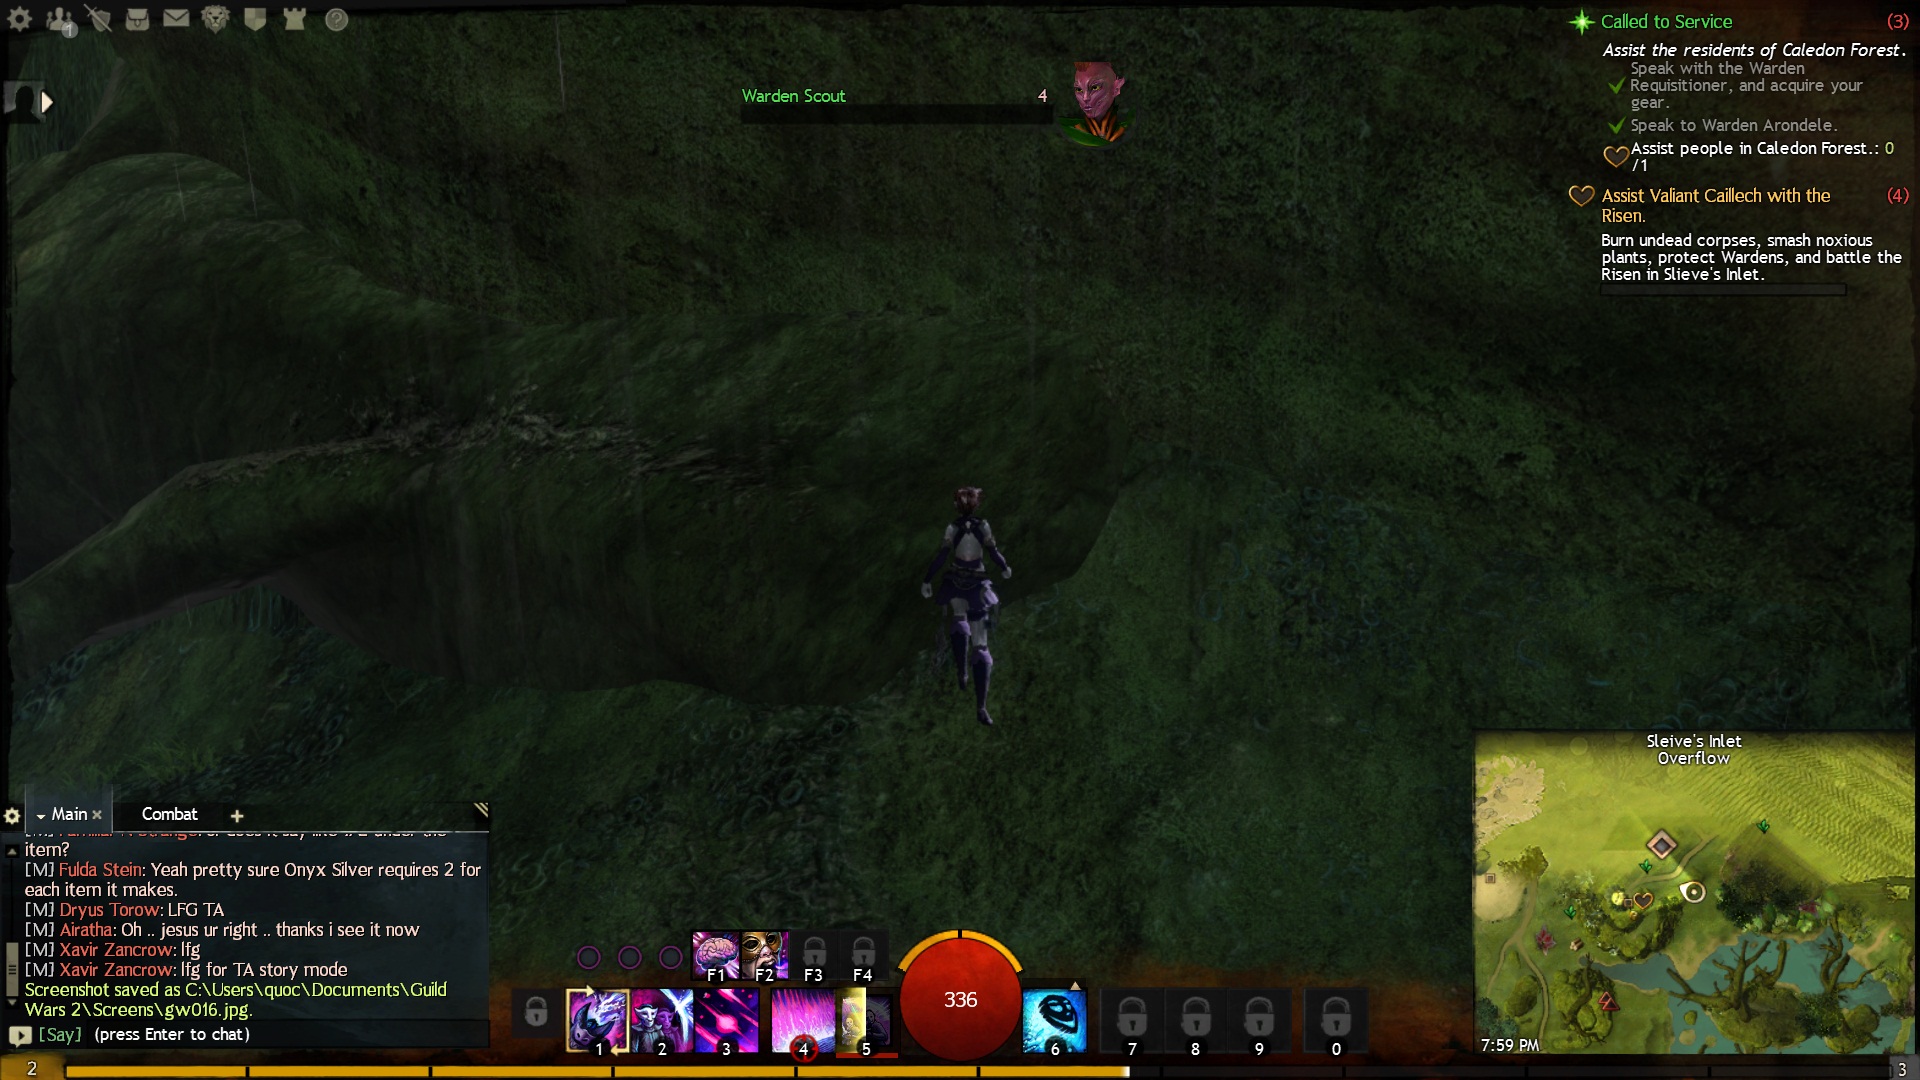 1
Called to Service (3)
Assist the residents of Caledon Forest.
Speak with the Warden
Requisitioner, and acquire your
gear.
Speak to Warden Arondele.
Assist people in Caledon Forest.: 0
/1
Assist Valiant Caillech with the (4)
Risen.
Burn undead corpses, smash noxious
plants, protect Wardens, and battle the
Risen in Slieve's Inlet.
Warden Scout 4
Sleive's Inlet
Overflow
7:59 PM
Main Combat
item?
[M] Fulda Stein: Yeah pretty sure Onyx Silver requires 2 for
each item it makes.
[M] Dryus Torow: LFG TA
[M] Airatha: Oh .. jesus ur right .. thanks i see it now
[M] Xavir Zancrow: lfg
[M] Xavir Zancrow: lfg for TA story mode
Screenshot saved as C:\Users\quoc\Documents\Guild
Wars 2\Screens\gw016.jpg.
[Say] (press Enter to chat)
F1 F2 F3 F4
336
1 2 3 4 5 6 7 8 9 0
2 3